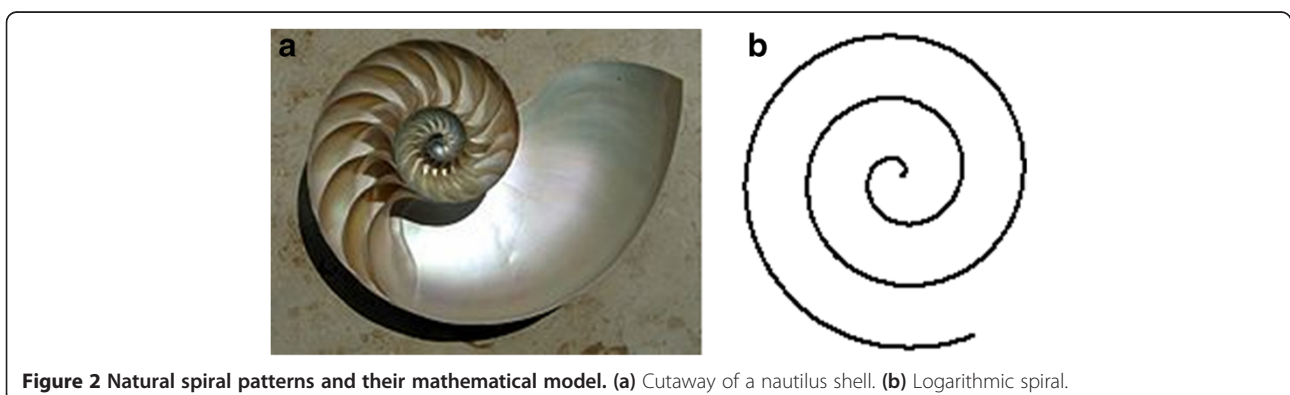 a
b
Figure 2 Natural spiral patterns and their mathematical model. (a) Cutaway of a nautilus shell. (b) Logarithmic spiral.